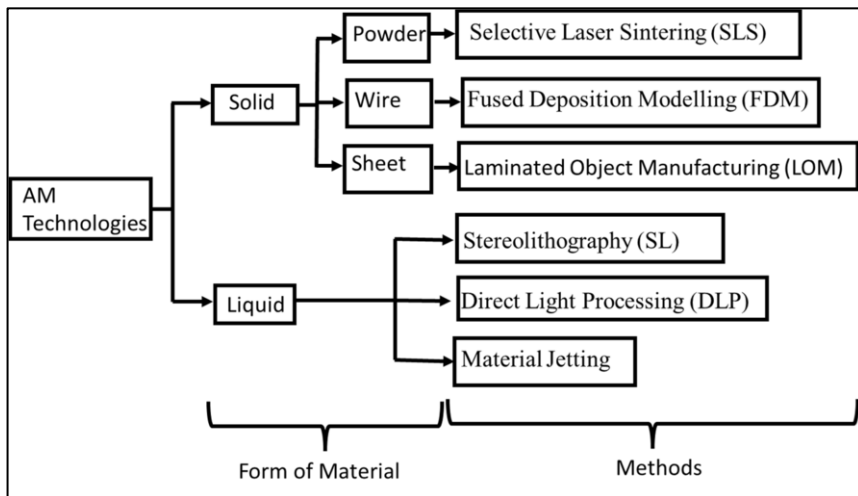 AM
Technologies
Solid
Powder
Selective Laser Sintering (SLS)
Wire
Fused Deposition Modelling (FDM)
Sheet
Laminated Object Manufacturing (LOM)
Liquid
Stereolithography (SL)
Direct Light Processing (DLP)
Material Jetting
Form of Material
Methods